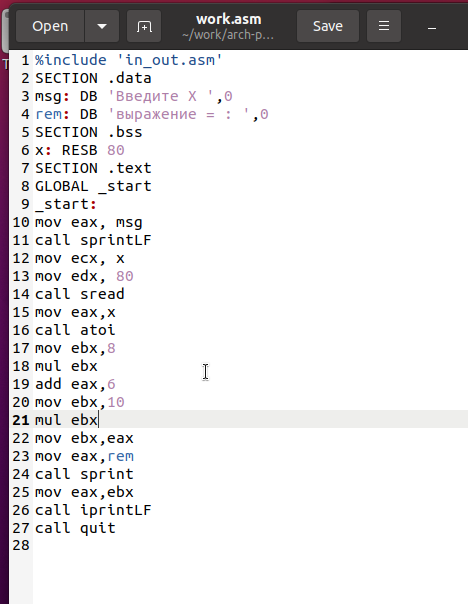 Open
work.asm
~/work/arch-p...
Save
1 %include 'in_out.asm'
2 SECTION .data
3 msg: DB 'Введите X ',0
4 rem: DB 'выражение = : ',0
5 SECTION .bss
6 x: RESB 80
7 SECTION .text
8 GLOBAL _start
9 _start:
10 mov eax, msg
11 call sprintLF
12 mov ecx, x
13 mov edx, 80
14 call sread
15 mov eax,x
16 call atoi
17 mov ebx,8
18 mul ebx
19 add eax,6
20 mov ebx,10
21 mul ebx
22 mov ebx,eax
23 mov eax,rem
24 call sprint
25 mov eax,ebx
26 call iprintLF
27 call quit
28